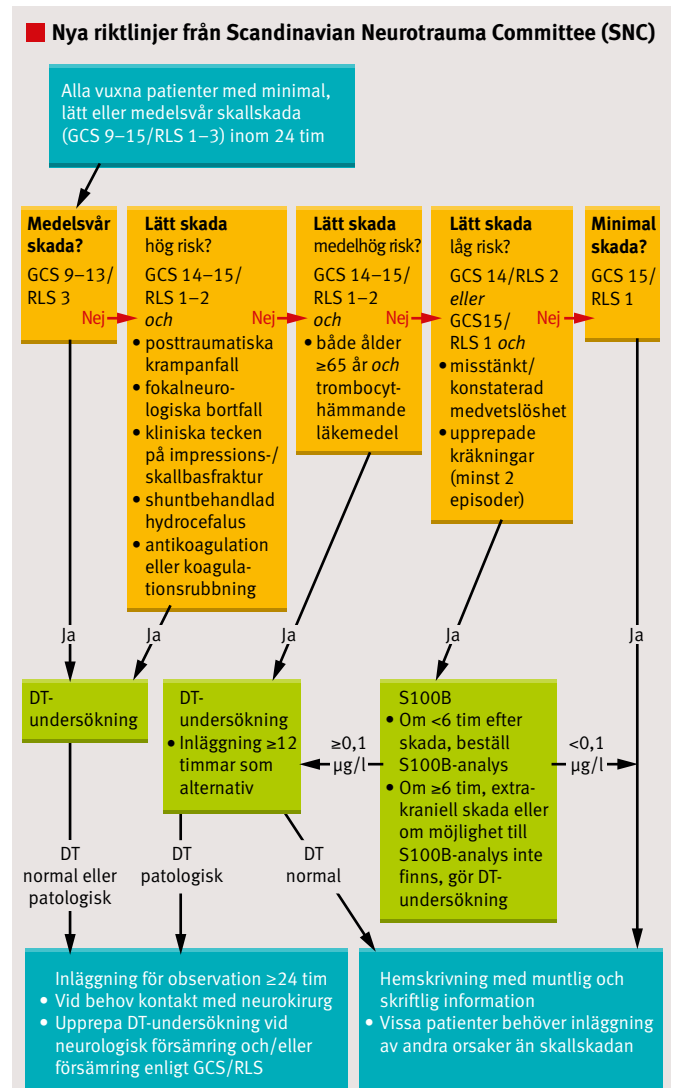 Nya riktlinjer från Scandinavian Neurotrauma Committee (SNC)
Alla vuxna patienter med minimal,
lätt eller medelsvår skallskada
(GCS 9–15/RLS 1–3) inom 24 tim
Medelsvår
skada?
GCS 9–13/
RLS 3
Nej
Lätt skada
hög risk?
GCS 14–15/
RLS 1–2
och
• posttraumatiska
krampanfall
• fokalneuro-
logiska bortfall
• kliniska tecken
på impressions-/
skallbasfraktur
• shuntbehandlad
hydrocefalus
• antikoagulation
eller koagula-
tionsrubbning
Nej
Lätt skada
medelhög risk?
GCS 14–15/
RLS 1–2
och
• både ålder
≥65 år och
trombocyt-
hämmande
läkemedel
Nej
Lätt skada
låg risk?
GCS 14/RLS 2
eller
GCS15/
RLS 1 och
• misstänkt/
konstaterad
medvetslöshet
• upprepade
kräkningar
(minst 2
episoder)
Nej
Minimal
skada?
GCS 15/
RLS 1
Ja
Ja
Ja
Ja
Ja
DT-
undersökning
DT-
undersökning
• Inläggning ≥12
timmar som
alternativ
≥0,1
µg/l
S100B
• Om <6 tim efter
skada, beställ
S100B-analys
• Om ≥6 tim, extra-
kraniell skada eller
om möjlighet till
S100B-analys inte
finns, gör DT-
undersökning
<0,1
µg/l
DT
normal eller
patologisk
DT
patologisk
DT
normal
Inläggning för observation ≥24 tim
• Vid behov kontakt med neurokirurg
• Upprepa DT-undersökning vid
neurologisk försämring och/eller
försämring enligt GCS/RLS
Hemskrivning med muntlig och
skriftlig information
• Vissa patienter behöver inläggning
av andra orsaker än skallskadan